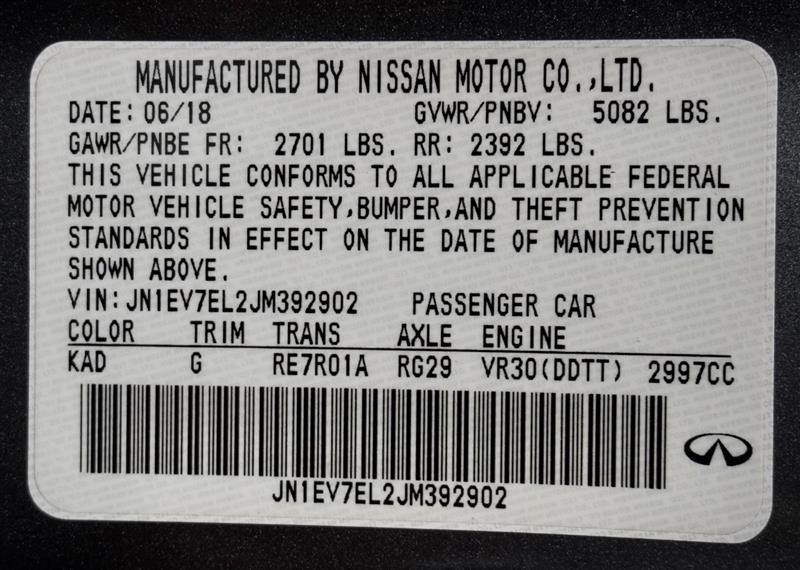 MANUFACTURED BY NISSAN MOTOR CO.,LTD.
DATE: 06/18 GVWR/PNBV: 5082 LBS.
GAWR/PNBE FR: 2701 LBS. RR: 2392 LBS.
THIS VEHICLE CONFORMS TO ALL APPLICABLE FEDERAL
MOTOR VEHICLE SAFETY,BUMPER,AND THEFT PREVENTION
STANDARDS IN EFFECT ON THE DATE OF MANUFACTURE
SHOWN ABOVE.
VIN: JN1EV7EL2JM392902 PASSENGER CAR
COLOR TRIM TRANS AXLE ENGINE
KAD G RE7R01A RG29 VR30(DDTT) 2997CC
JN1EV7EL2JM392902